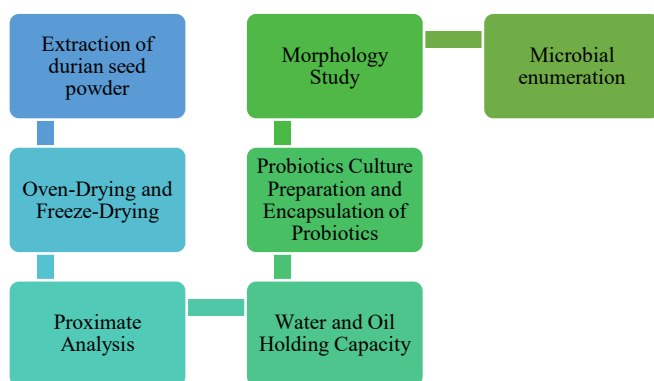 Extraction of
durian seed
powder
Oven-Drying and
Freeze-Drying
Proximate
Analysis
Water and Oil
Holding Capacity
Probiotics Culture
Preparation and
Encapsulation of
Probiotics
Morphology
Study
Microbial
enumeration